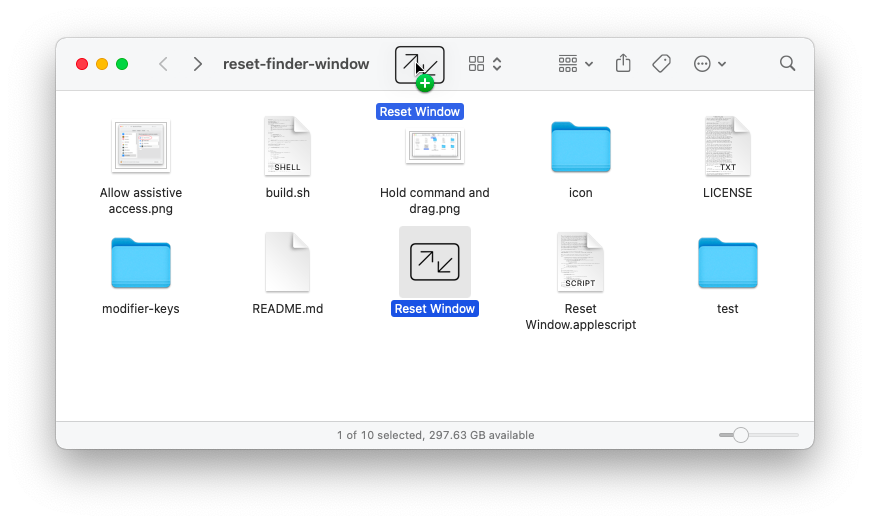 reset-finder-window
Reset Window
SHELL
TXT
Allow assistive
access.png
build.sh
Hold command and
drag.png
icon
LICENSE
SCRIPT
modifier-keys
README.md
Reset Window
Reset
Window.applescript
test
1 of 10 selected, 297.63 GB available